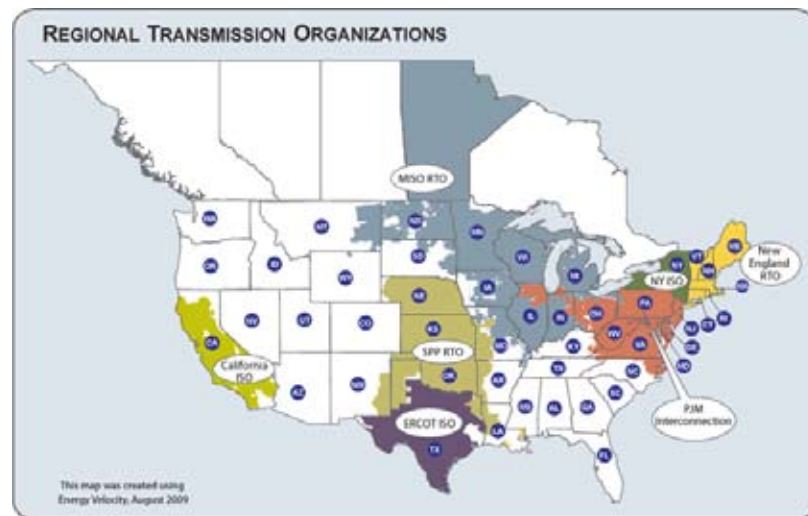 REGIONAL TRANSMISSION ORGANIZATIONS
MISO RTO
WA
MT
ND
MN
OR
ID
SD
WI
MI
NY
VT
NH
ME
New
England
RTO
WY
NE
IA
NY ISO
MA
PA
RI
CT
NJ
DE
MD
NV
UT
CO
KS
IL
IN
OH
WV
VA
CA
MO
KY
SPP RTO
California
ISO
AZ
NM
OK
AR
TN
NC
SC
PJM
Interconnection
MS
AL
GA
ERCOT ISO
LA
TX
FL
This map was created using
Energy Velocity, August 2009